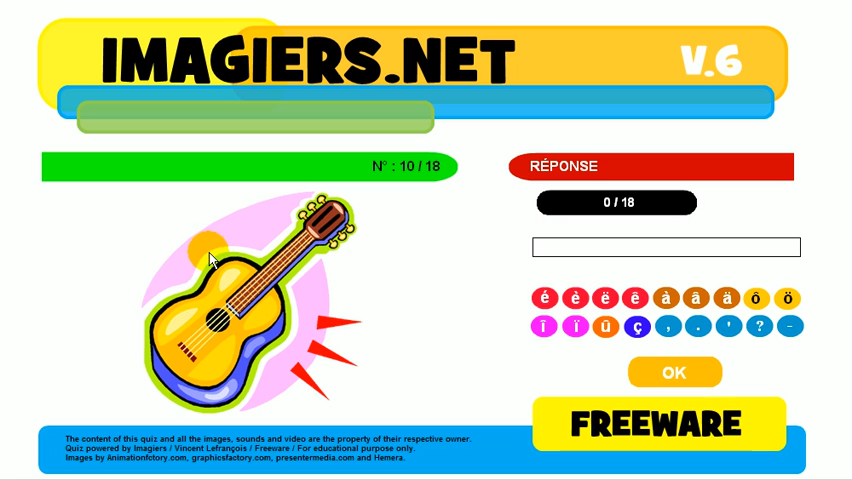 IMAGIERS.NET
V.6
N° : 10 / 18
RÉPONSE
0 / 18
é è ë ê à â ä ô ö
î ï û ç , . ' ? -
OK
FREEWARE
The content of this quiz and all the images, sounds and video are the property of their respective owner.
Quiz powered by Imagiers / Vincent Lefrançois / Freeware / For educational purpose only.
Images by Animationfctory.com, graphicsfactory.com, presentermedia.com and Hemera.